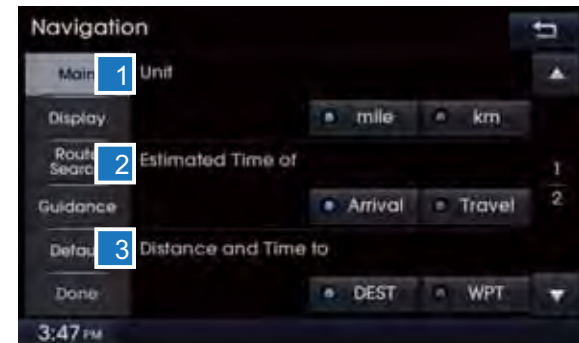 Navigation
Main 1 Unit
Display mile km
Route
Search 2 Estimated Time of
1
Guidance Arrival Travel 2
Default 3 Distance and Time to
Done DEST WPT
3:47 PM